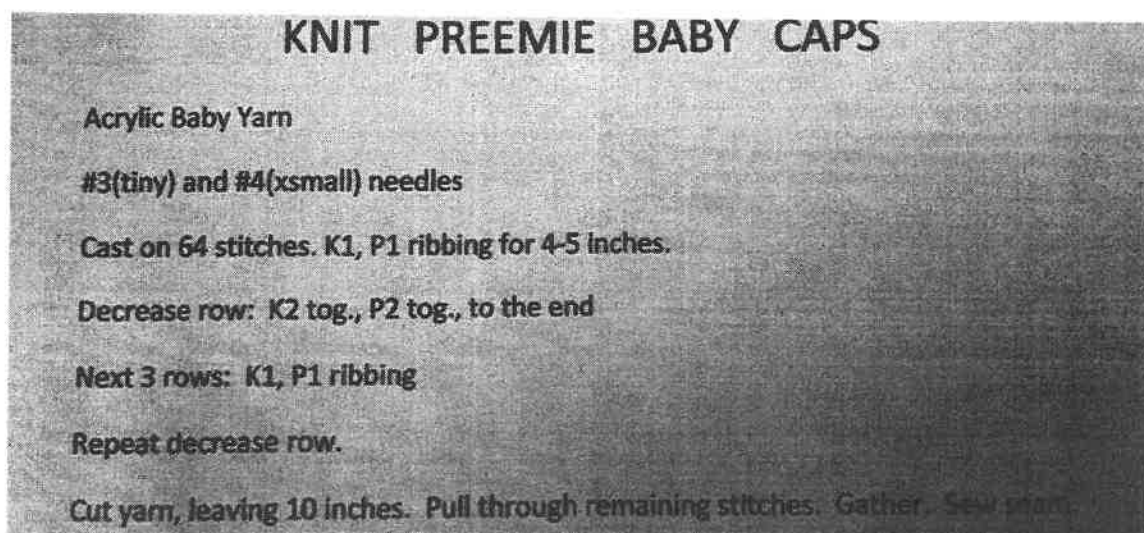 KNIT PREEMIE BABY CAPS
Acrylic Baby Yarn
#3(tiny) and #4(xsmall) needles
Cast on 64 stitches. K1, P1 ribbing for 4-5 inches.
Decrease row: K2 tog., P2 tog., to the end
Next 3 rows: K1, P1 ribbing
Repeat decrease row.
Cut yarn, leaving 10 inches. Pull through remaining stitches. Gather. Sew seam.